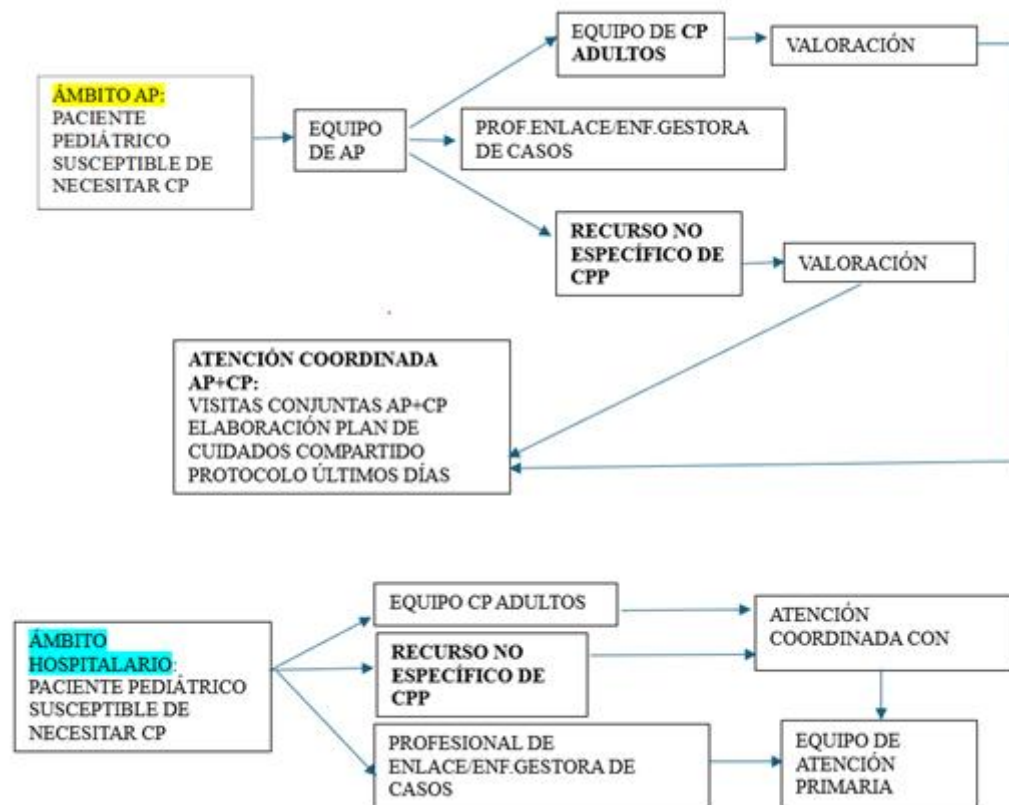 EQUIPO DE CP
ADULTOS
VALORACIÓN
ÁMBITO AP:
PACIENTE
PEDIÁTRICO
SUSCEPTIBLE DE
NECESITAR CP
EQUIPO
DE AP
PROF.ENLACE/ENF.GESTORA
DE CASOS
RECURSO NO
ESPECÍFICO DE
CPP
VALORACIÓN
ATENCIÓN COORDINADA
AP+CP:
VISITAS CONJUNTAS AP+CP
ELABORACIÓN PLAN DE
CUIDADOS COMPARTIDO
PROTOCOLO ÚLTIMOS DÍAS
ÁMBITO
HOSPITALARIO:
PACIENTE PEDIÁTRICO
SUSCEPTIBLE DE
NECESITAR CP
EQUIPO CP ADULTOS
RECURSO NO
ESPECÍFICO DE
CPP
PROFESIONAL DE
ENLACE/ENF.GESTORA DE
CASOS
ATENCIÓN
COORDINADA CON
EQUIPO DE
ATENCIÓN
PRIMARIA